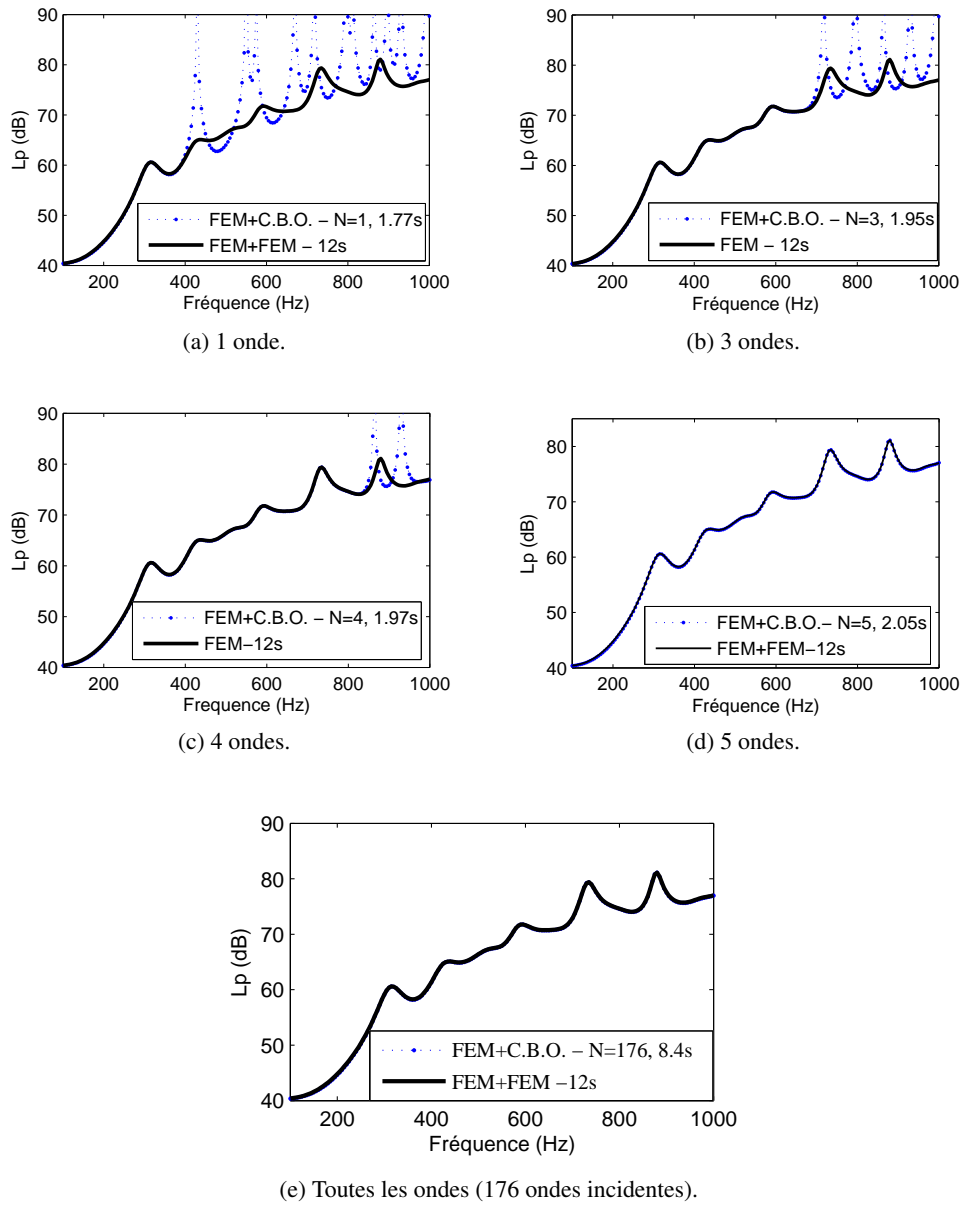 90
80
70
60
50
40
Lp (dB)
FEM+C.B.O. – N=1, 1.77s
FEM+FEM – 12s
200 400 600 800 1000
Fréquence (Hz)
(a) 1 onde.
90
80
70
60
50
40
Lp (dB)
FEM+C.B.O. – N=3, 1.95s
FEM – 12s
200 400 600 800 1000
Fréquence (Hz)
(b) 3 ondes.
90
80
70
60
50
40
Lp (dB)
FEM+C.B.O. – N=4, 1.97s
FEM–12s
200 400 600 800 1000
Fréquence (Hz)
(c) 4 ondes.
80
70
60
50
40
Lp (dB)
FEM+C.B.O.– N=5, 2.05s
FEM+FEM–12s
200 400 600 800 1000
Fréquence (Hz)
(d) 5 ondes.
90
80
70
60
50
40
Lp (dB)
FEM+C.B.O. – N=176, 8.4s
FEM+FEM –12s
200 400 600 800 1000
Fréquence (Hz)
(e) Toutes les ondes (176 ondes incidentes).